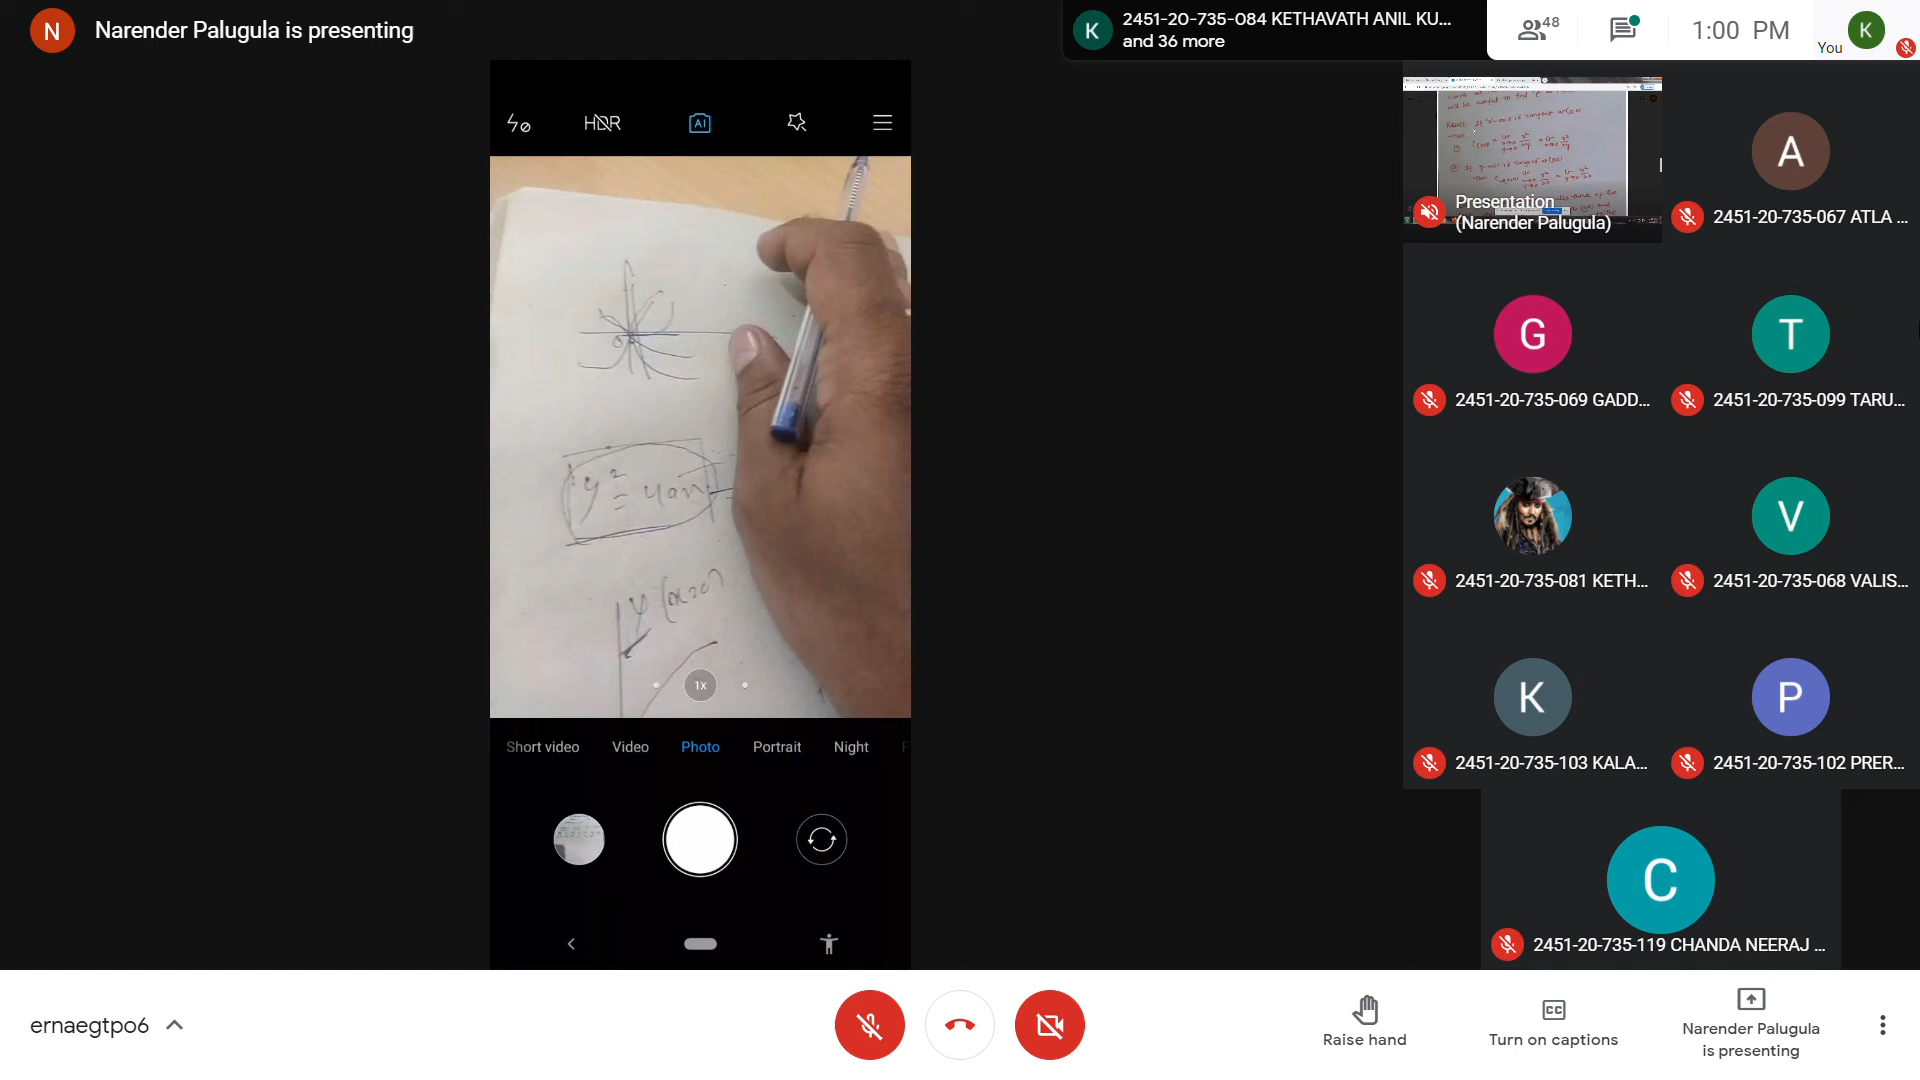 N Narender Palugula is presenting
K 2451-20-735-084 KETHAVATH ANIL KU...
and 36 more
48
1:00 PM
You K
HDR
AI
Presentation
(Narender Palugula)
A
2451-20-735-067 ATLA ...
G
2451-20-735-069 GADD...
T
2451-20-735-099 TARU...
y² = 4ax
y (x=0)
1x
2451-20-735-081 KETH...
V
2451-20-735-068 VALIS...
K
2451-20-735-103 KALA...
P
2451-20-735-102 PRER...
Short video Video Photo Portrait Night
C
2451-20-735-119 CHANDA NEERAJ ...
ernaegtpo6
Raise hand
CC
Turn on captions
Narender Palugula
is presenting